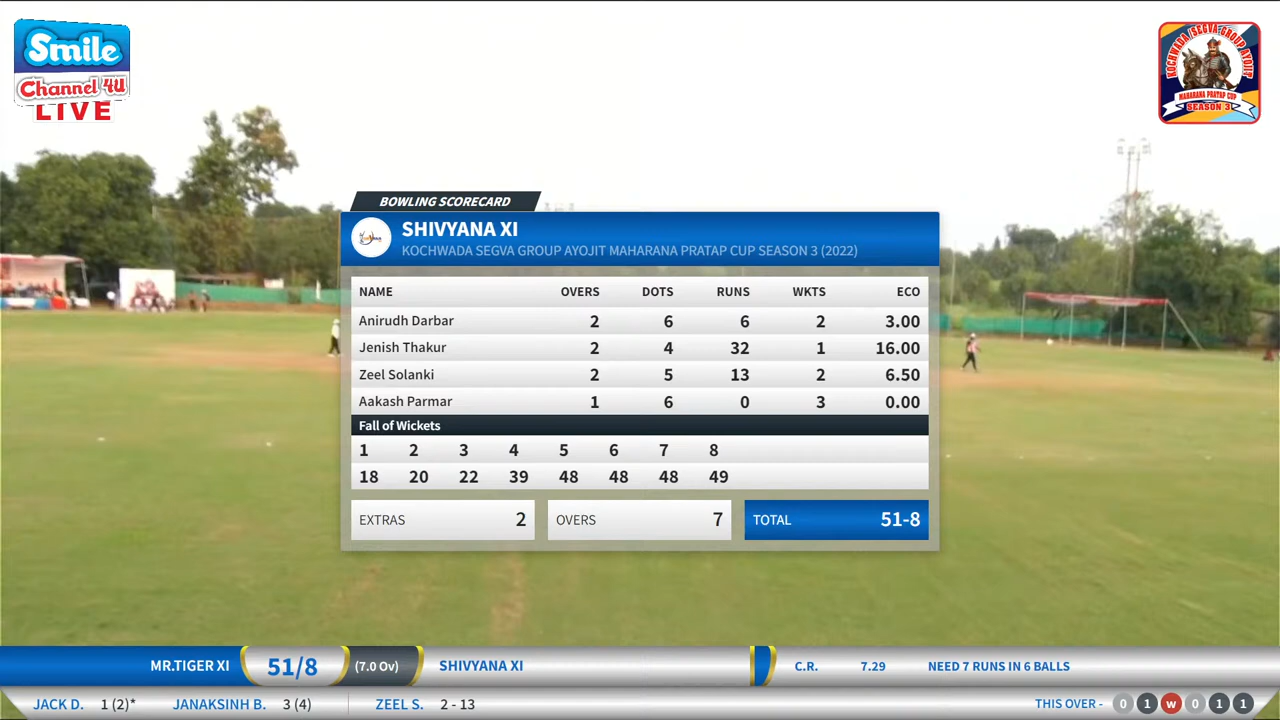 Smile
Channel 4U
LIVE
KOCHWADA /SEGVA GROUP AYOJIT
MAHARANA PRATAP CUP
SEASON 3
BOWLING SCORECARD
SHIVYANA XI
KOCHWADA SEGVA GROUP AYOJIT MAHARANA PRATAP CUP SEASON 3 (2022)
NAME OVERS DOTS RUNS WKTS ECO
Anirudh Darbar 2 6 6 2 3.00
Jenish Thakur 2 4 32 1 16.00
Zeel Solanki 2 5 13 2 6.50
Aakash Parmar 1 6 0 3 0.00
Fall of Wickets
1 2 3 4 5 6 7 8
18 20 22 39 48 48 48 49
EXTRAS 2 OVERS 7 TOTAL 51-8
MR.TIGER XI 51/8 (7.0 Ov) SHIVYANA XI C.R. 7.29 NEED 7 RUNS IN 6 BALLS
JACK D. 1 (2)* JANAKSINH B. 3 (4) ZEEL S. 2 - 13 THIS OVER - 0 1 w 0 1 1